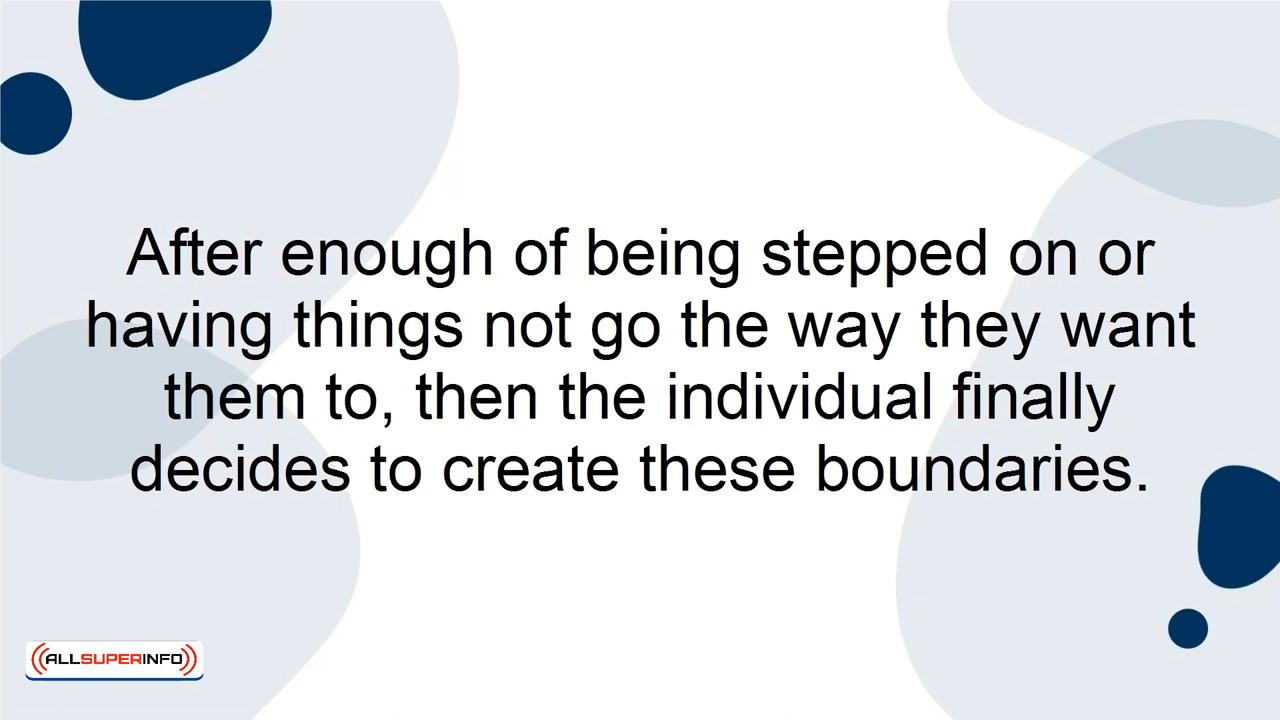 After enough of being stepped on or
having things not go the way they want
them to, then the individual finally
decides to create these boundaries.
ALLSUPERINFO